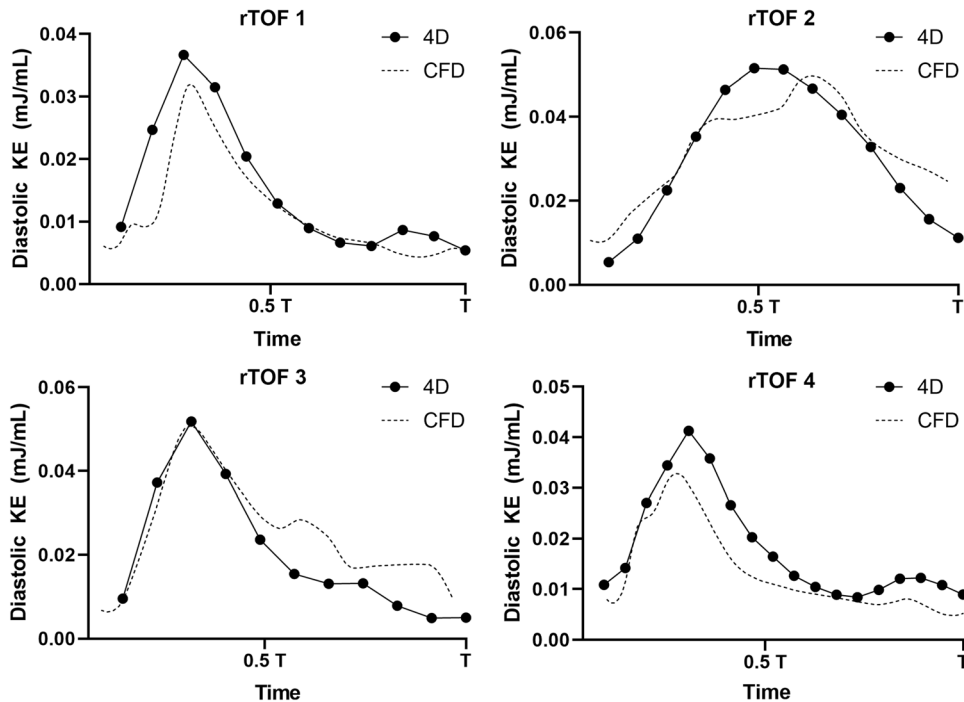 rTOF 1
4D
CFD
Diastolic KE (mJ/mL)
0.04
0.03
0.02
0.01
0.00
0.5 T
T
Time
rTOF 2
4D
CFD
Diastolic KE (mJ/mL)
0.06
0.04
0.02
0.00
0.5 T
T
Time
rTOF 3
4D
CFD
Diastolic KE (mJ/mL)
0.06
0.04
0.02
0.00
0.5 T
T
Time
rTOF 4
4D
CFD
Diastolic KE (mJ/mL)
0.05
0.04
0.03
0.02
0.01
0.00
0.5 T
T
Time